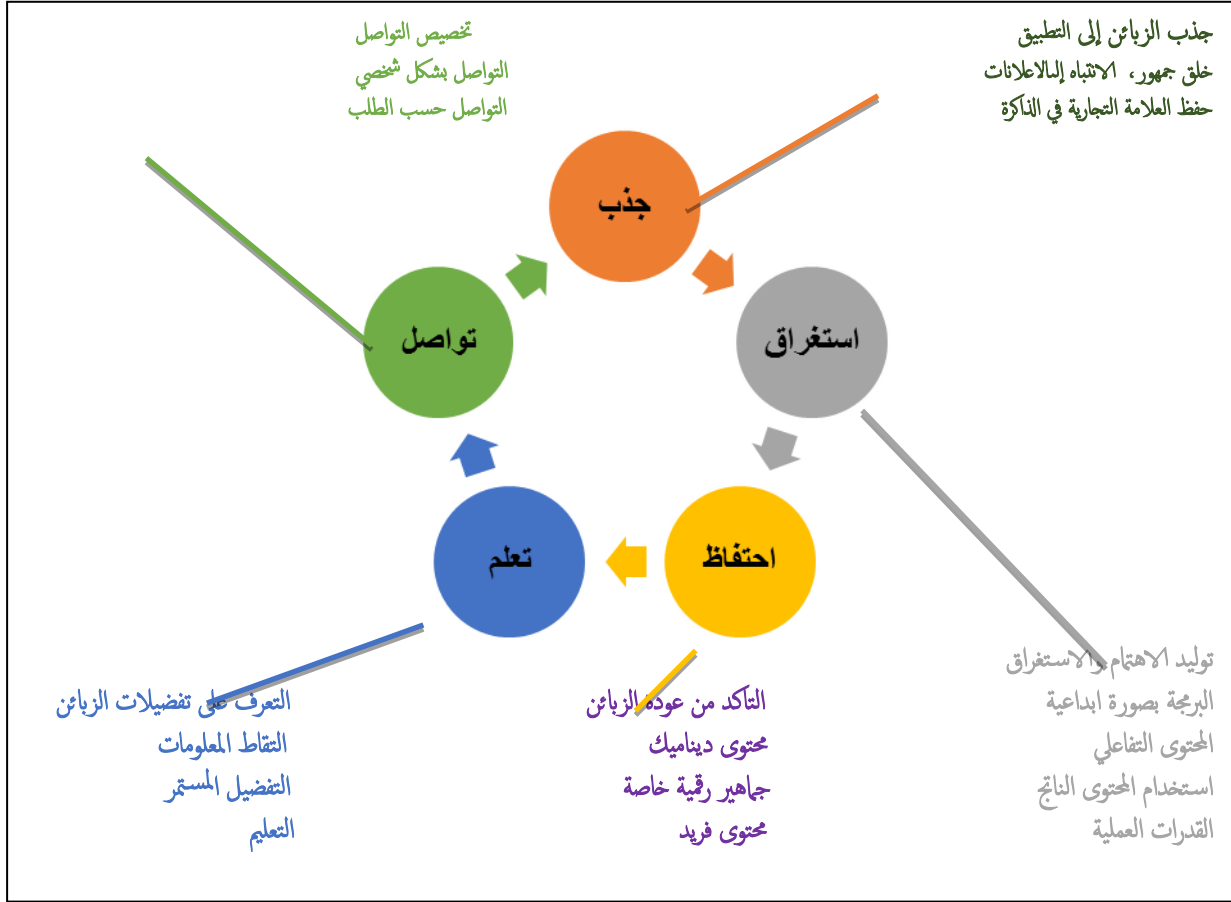 جذب الزبائن إلى التطبيق
خلق جمهور، الانتباه إلىالاعلانات
حفظ العلامة التجارية في الذاكرة
تخصيص التواصل
التواصل بشكل شخصي
التواصل حسب الطلب
جذب
استغراق
تواصل
احتفاظ
تعلم
توليد الاهتمام والاستغراق
البرمجة بصورة ابداعية
المحتوى التفاعلي
استخدام المحتوى الناتج
القدرات العملية
التأكد من عودة الزبائن
محتوى ديناميك
جماهير رقمية خاصة
محتوى فريد
التعرف على تفضيلات الزبائن
التقاط المعلومات
التفضيل المستمر
التعليم